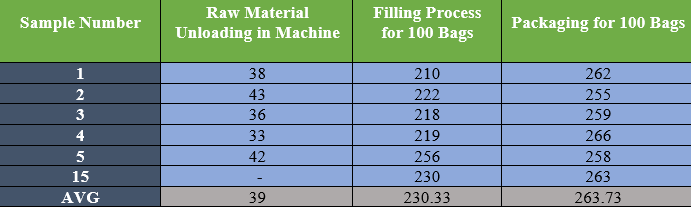 Sample Number Raw Material Unloading in Machine Filling Process for 100 Bags Packaging for 100 Bags
1 38 210 262
2 43 222 255
3 36 218 259
4 33 219 266
5 42 256 258
15 - 230 263
AVG 39 230.33 263.73